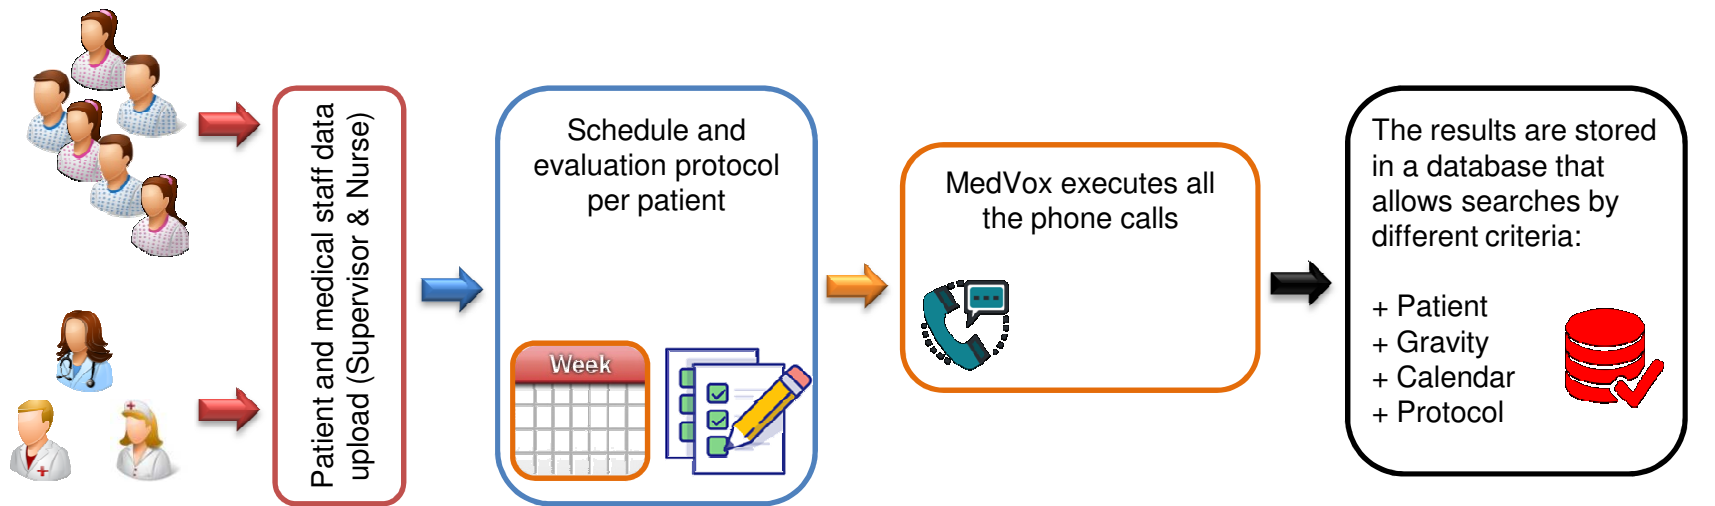 Patient and medical staff data
upload (Supervisor & Nurse)
Schedule and
evaluation protocol
per patient
Week
MedVox executes all
the phone calls
The results are stored
in a database that
allows searches by
different criteria:
+ Patient
+ Gravity
+ Calendar
+ Protocol